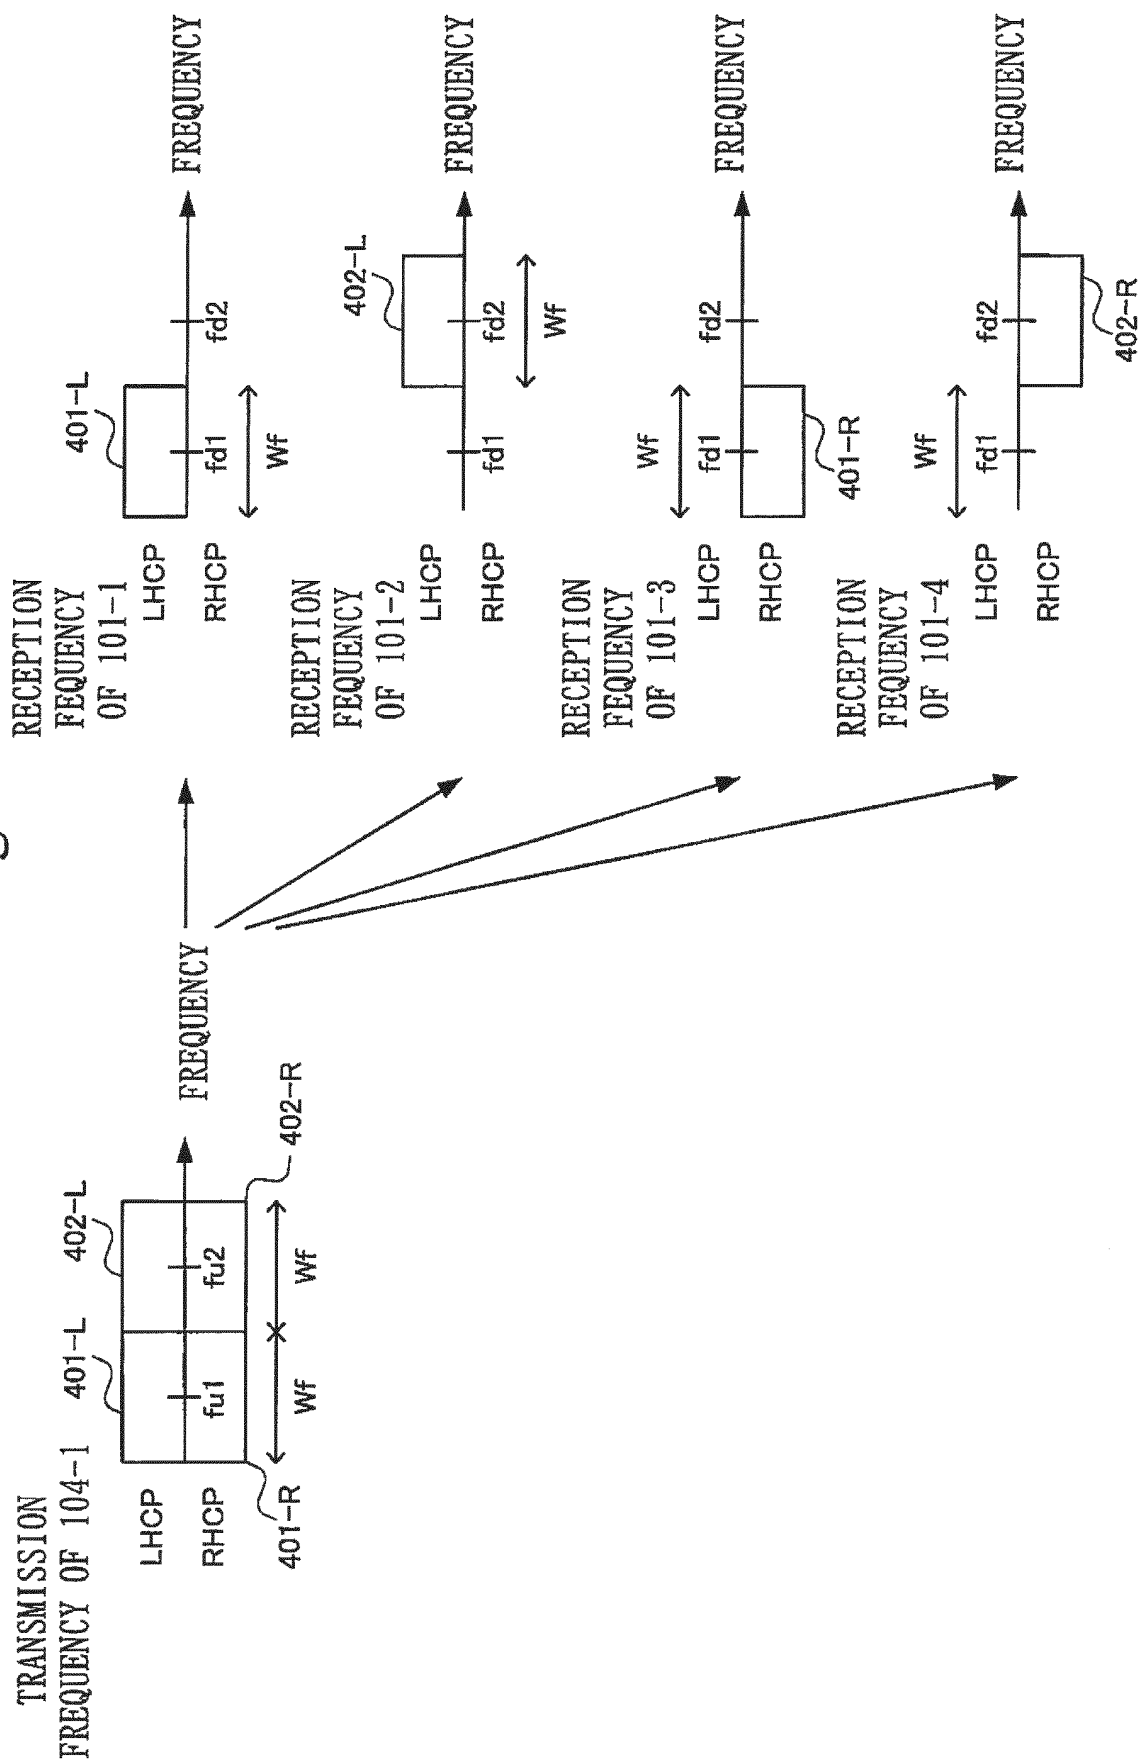 TRANSMISSION
FREQUENCY OF 104-1
LHCP
RHCP
401-L
402-L
fu1
fu2
Wf
Wf
401-R
402-R
FREQUENCY
RECEPTION
FEQUENCY
OF 101-1
LHCP
RHCP
401-L
fd1
fd2
Wf
FREQUENCY
RECEPTION
FEQUENCY
OF 101-2
LHCP
RHCP
402-L
fd1
fd2
Wf
FREQUENCY
RECEPTION
FEQUENCY
OF 101-3
LHCP
RHCP
Wf
fd1
fd2
401-R
FREQUENCY
RECEPTION
FEQUENCY
OF 101-4
LHCP
RHCP
Wf
fd1
fd2
402-R
FREQUENCY